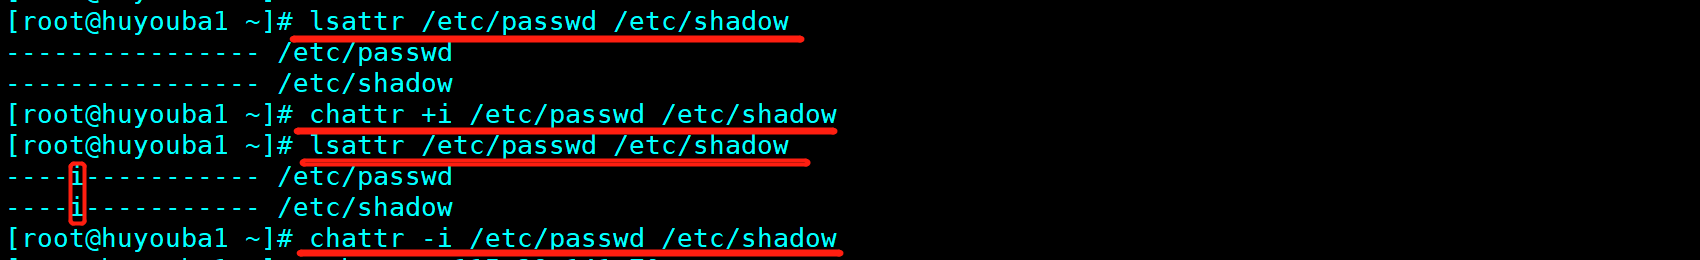 [root@huyouba1 ~]# lsattr /etc/passwd /etc/shadow
---------------- /etc/passwd
---------------- /etc/shadow
[root@huyouba1 ~]# chattr +i /etc/passwd /etc/shadow
[root@huyouba1 ~]# lsattr /etc/passwd /etc/shadow
----i----------- /etc/passwd
----i----------- /etc/shadow
[root@huyouba1 ~]# chattr -i /etc/passwd /etc/shadow